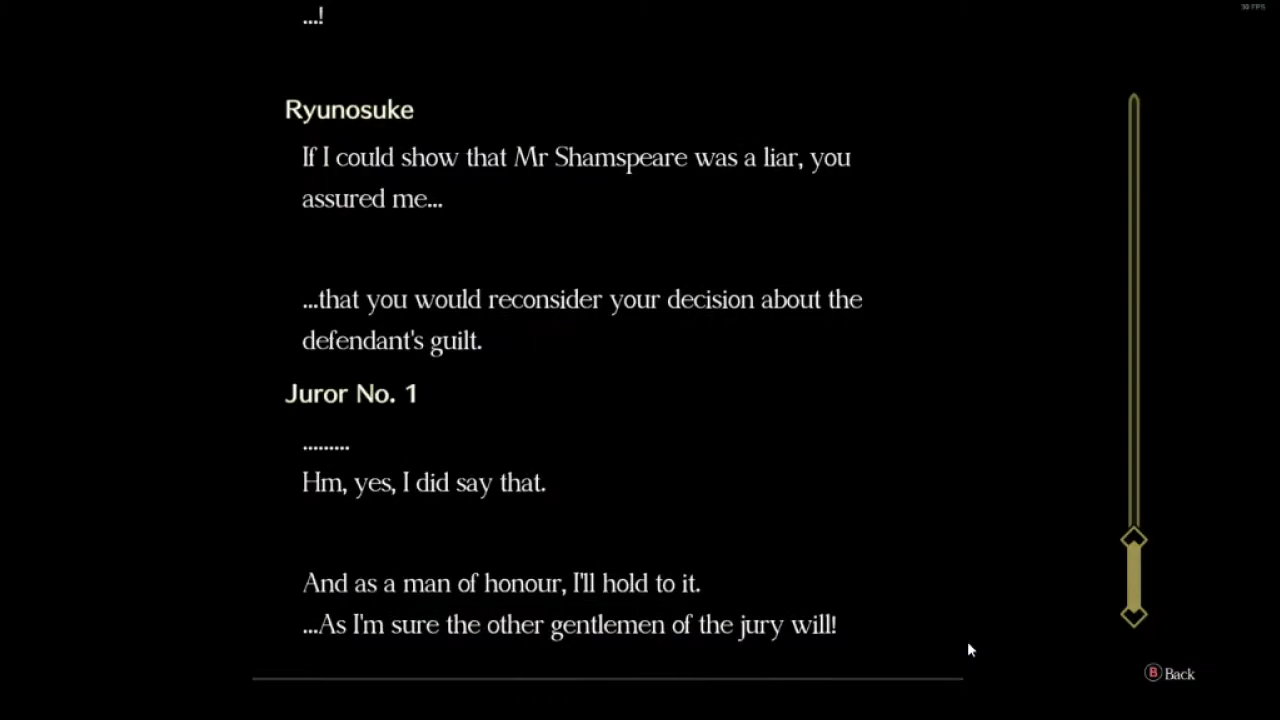 ...!
30 FPS
Ryunosuke
If I could show that Mr Shamspeare was a liar, you
assured me...
...that you would reconsider your decision about the
defendant's guilt.
Juror No. 1
.........
Hm, yes, I did say that.
And as a man of honour, I'll hold to it.
...As I'm sure the other gentlemen of the jury will!
B Back